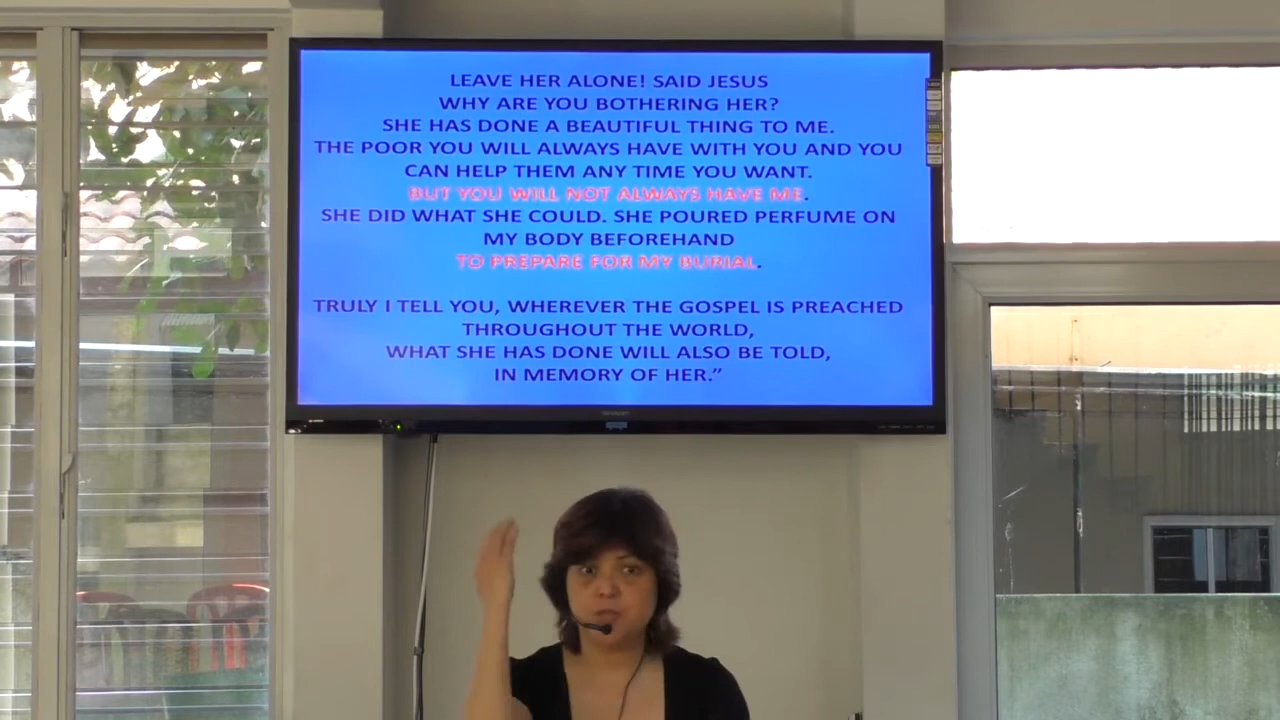 LEAVE HER ALONE! SAID JESUS
WHY ARE YOU BOTHERING HER?
SHE HAS DONE A BEAUTIFUL THING TO ME.
THE POOR YOU WILL ALWAYS HAVE WITH YOU AND YOU
CAN HELP THEM ANY TIME YOU WANT.
BUT YOU WILL NOT ALWAYS HAVE ME.
SHE DID WHAT SHE COULD. SHE POURED PERFUME ON
MY BODY BEFOREHAND
TO PREPARE FOR MY BURIAL.
TRULY I TELL YOU, WHEREVER THE GOSPEL IS PREACHED
THROUGHOUT THE WORLD,
WHAT SHE HAS DONE WILL ALSO BE TOLD,
IN MEMORY OF HER.”